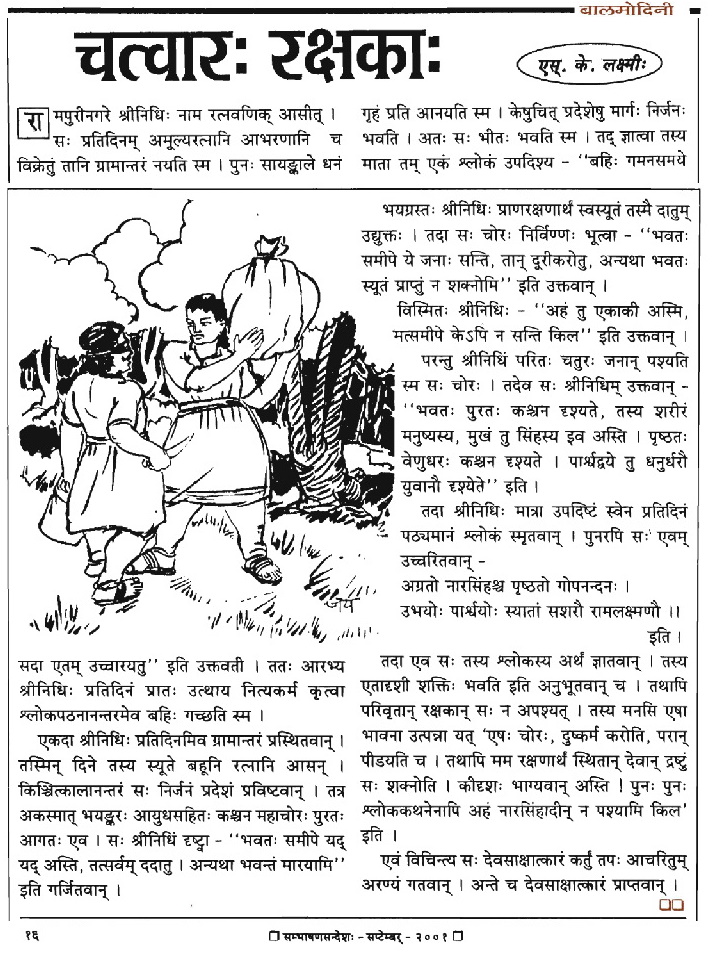 बालमोदिनी
चत्वारः रक्षकाः
एस्. के. लक्ष्मीः
रामपुरीनगरे श्रीनिधिः नाम रत्नवणिक् आसीत् ।
सः प्रतिदिनम् अमूल्यरत्नानि आभरणानि च
विक्रेतुं तानि ग्रामान्तरं नयति स्म । पुनः सायङ्काले धनं
गृहं प्रति आनयति स्म । केषुचित् प्रदेशेषु मार्गः निर्जनः
भवति । अतः सः भीतः भवति स्म । तद् ज्ञात्वा तस्य
माता तम् एकं श्लोकं उपदिश्य - ‘‘बहिः गमनसमये
सदा एतम् उच्चारयतु’’ इति उक्तवती । ततः आरभ्य
श्रीनिधिः प्रतिदिनं प्रातः उत्थाय नित्यकर्म कृत्वा
श्लोकपठनानन्तरमेव बहिः गच्छति स्म ।
एकदा श्रीनिधिः प्रतिदिनमिव ग्रामान्तरं प्रस्थितवान् ।
तस्मिन् दिने तस्य स्यूते बहूनि रत्नानि आसन् ।
किञ्चित्कालानन्तरं सः निर्जनं प्रदेशं प्रविष्टवान् । तत्र
अकस्मात् भयङ्करः आयुधसहितः कश्चन महाचोरः पुरतः
आगतः एव । सः श्रीनिधिं दृष्ट्वा - ‘‘भवतः समीपे यद्
यद् अस्ति, तत्सर्वम् ददातु । अन्यथा भवन्तं मारयामि’’
इति गर्जितवान् ।
भयग्रस्तः श्रीनिधिः प्राणरक्षणार्थं स्वस्यूतं तस्मै दातुम्
उद्युक्तः । तदा सः चोरः निर्विण्णः भूत्वा - ‘‘भवतः
समीपे ये जनाः सन्ति, तान् दूरीकरोतु, अन्यथा भवतः
स्यूतं प्राप्तुं न शक्नोमि’’ इति उक्तवान् ।
विस्मितः श्रीनिधिः - ‘‘अहं तु एकाकी अस्मि,
मत्समीपे केऽपि न सन्ति किल’’ इति उक्तवान् ।
परन्तु श्रीनिधिं परितः चतुरः जनान् पश्यति
स्म सः चोरः । तदेव सः श्रीनिधिम् उक्तवान् -
‘‘भवतः पुरतः कश्चन दृश्यते, तस्य शरीरं
मनुष्यस्य, मुखं तु सिंहस्य इव अस्ति । पृष्ठतः
वेणुधरः कश्चन दृश्यते । पार्श्वद्वये तु धनुर्धरौ
युवानौ दृश्येते’’ इति ।
तदा श्रीनिधिः मात्रा उपदिष्टं स्वेन प्रतिदिनं
पठ्यमानं श्लोकं स्मृतवान् । पुनरपि सः एवम्
उच्चरितवान् -
अग्रतो नारसिंहश्च पृष्ठतो गोपनन्दनः ।
उभयोः पार्श्वयोः स्यातां सशरौ रामलक्ष्मणौ ।।
इति ।
तदा एव सः तस्य श्लोकस्य अर्थं ज्ञातवान् । तस्य
एतादृशी शक्तिः भवति इति अनुभूतवान् च । तथापि
परिवृतान् रक्षकान् सः न अपश्यत् । तस्य मनसि एषा
भावना उत्पन्ना यत् ‘एषः चोरः, दुष्कर्म करोति, परान्
पीडयति च । तथापि मम रक्षणार्थं स्थितान् देवान् द्रष्टुं
सः शक्नोति । कीदृशः भाग्यवान् अस्ति ! पुनः पुनः
श्लोककथनेनापि अहं नारसिंहादीन् न पश्यामि किल’
इति ।
एवं विचिन्त्य सः देवसाक्षात्कारं कर्तुं तपः आचरितुम्
अरण्यं गतवान् । अन्ते च देवसाक्षात्कारं प्राप्तवान् ।
जय
१६
सम्भाषणसन्देशः - सप्टेम्बर् - २००१